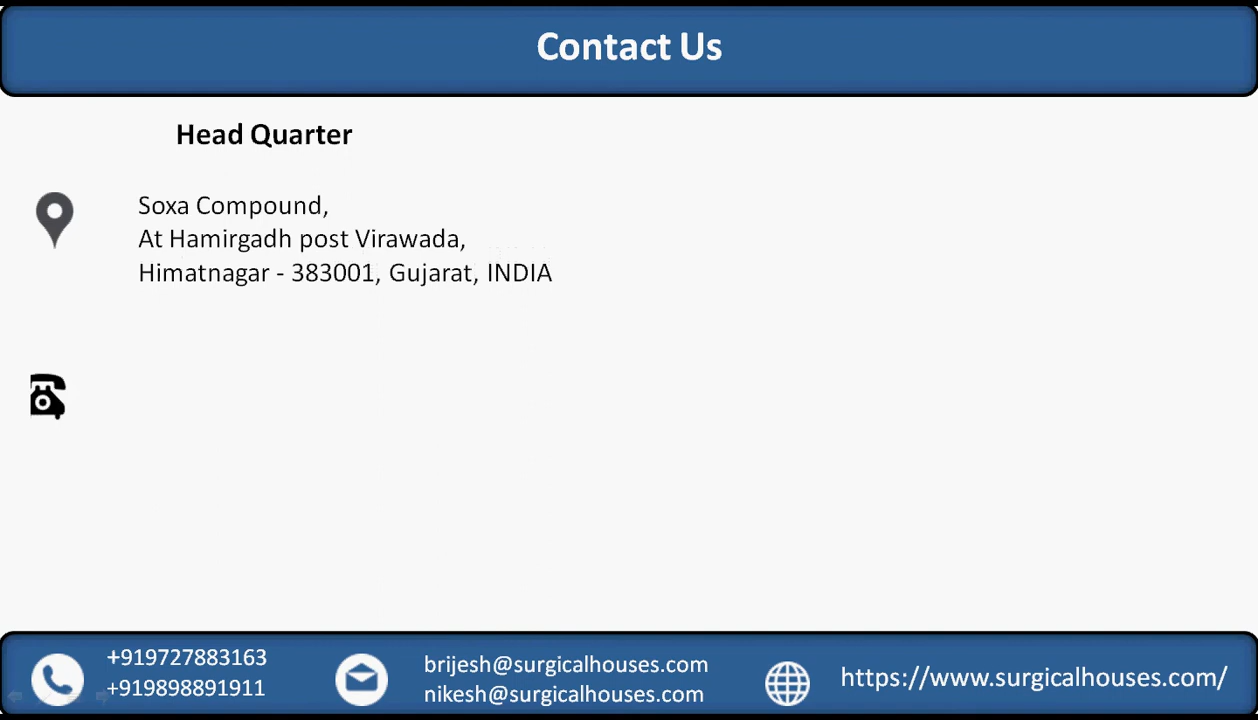 Contact Us
Head Quarter
Soxa Compound,
At Hamirgadh post Virawada,
Himatnagar - 383001, Gujarat, INDIA
+919727883163
+919898891911
brijesh@surgicalhouses.com
nikesh@surgicalhouses.com
https://www.surgicalhouses.com/